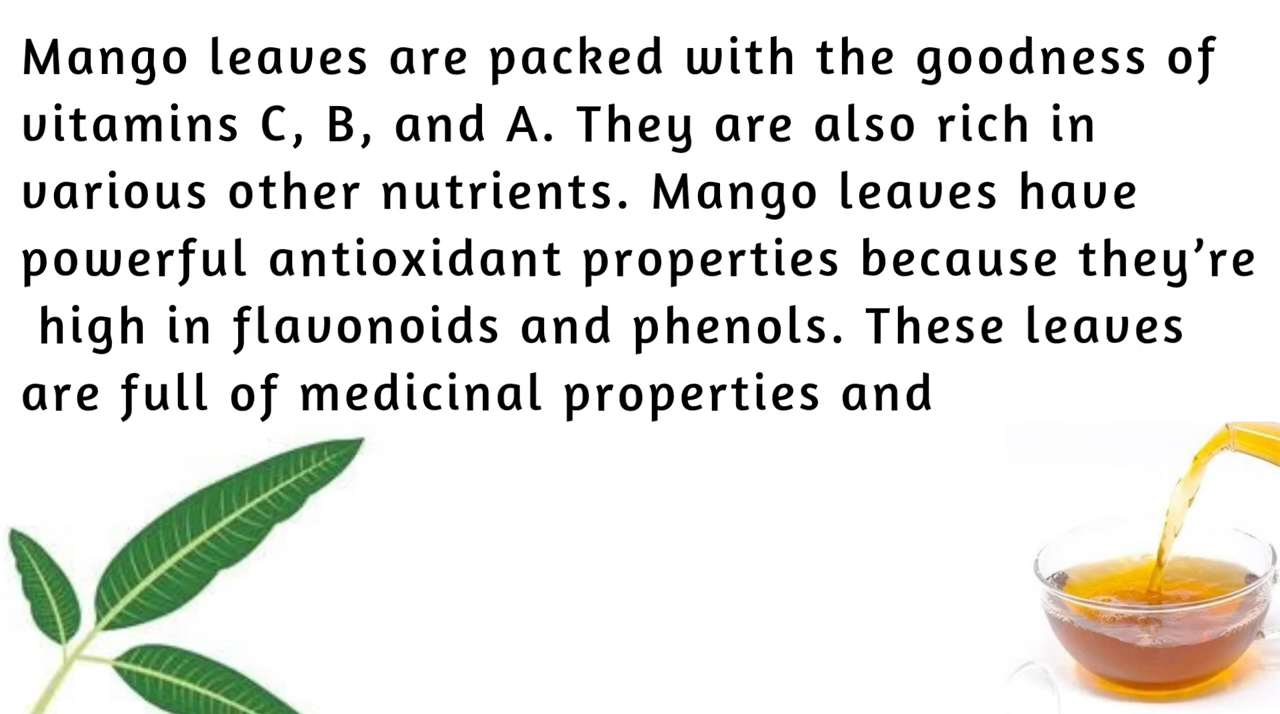 Mango leaves are packed with the goodness of
vitamins C, B, and A. They are also rich in
various other nutrients. Mango leaves have
powerful antioxidant properties because they’re
high in flavonoids and phenols. These leaves
are full of medicinal properties and